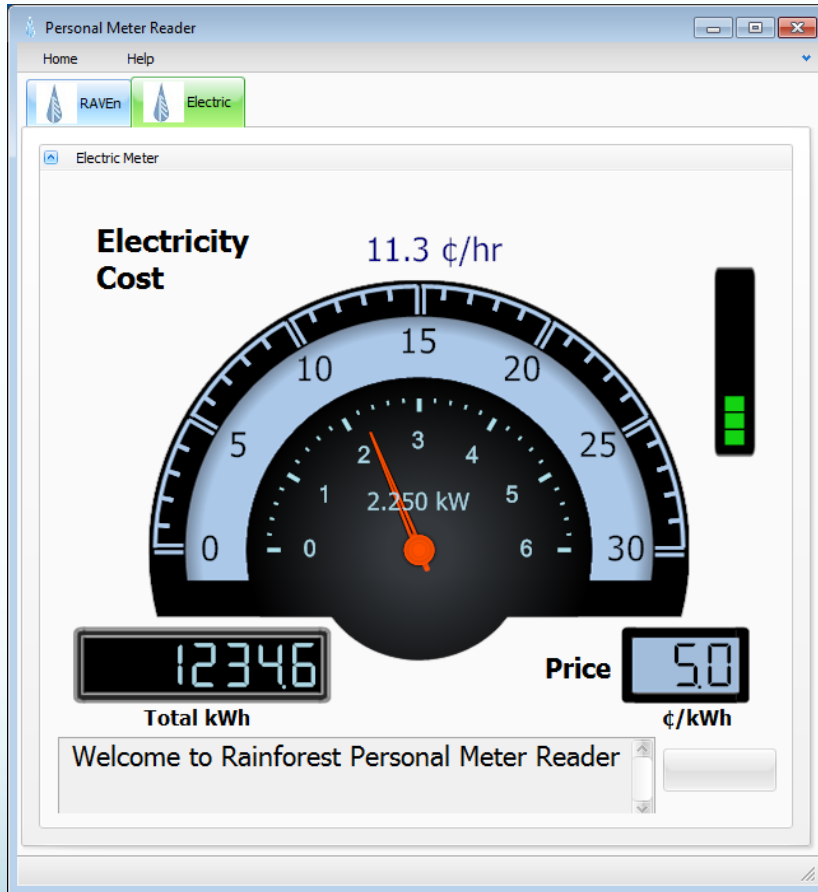 Personal Meter Reader
Home Help
RAVEn Electric
Electric Meter
Electricity
Cost
11.3 ¢/hr
0 5 10 15 20 25 30
0 1 2 3 4 5 6
2.250 kW
1234.6
Total kWh
Price 5.0
¢/kWh
Welcome to Rainforest Personal Meter Reader